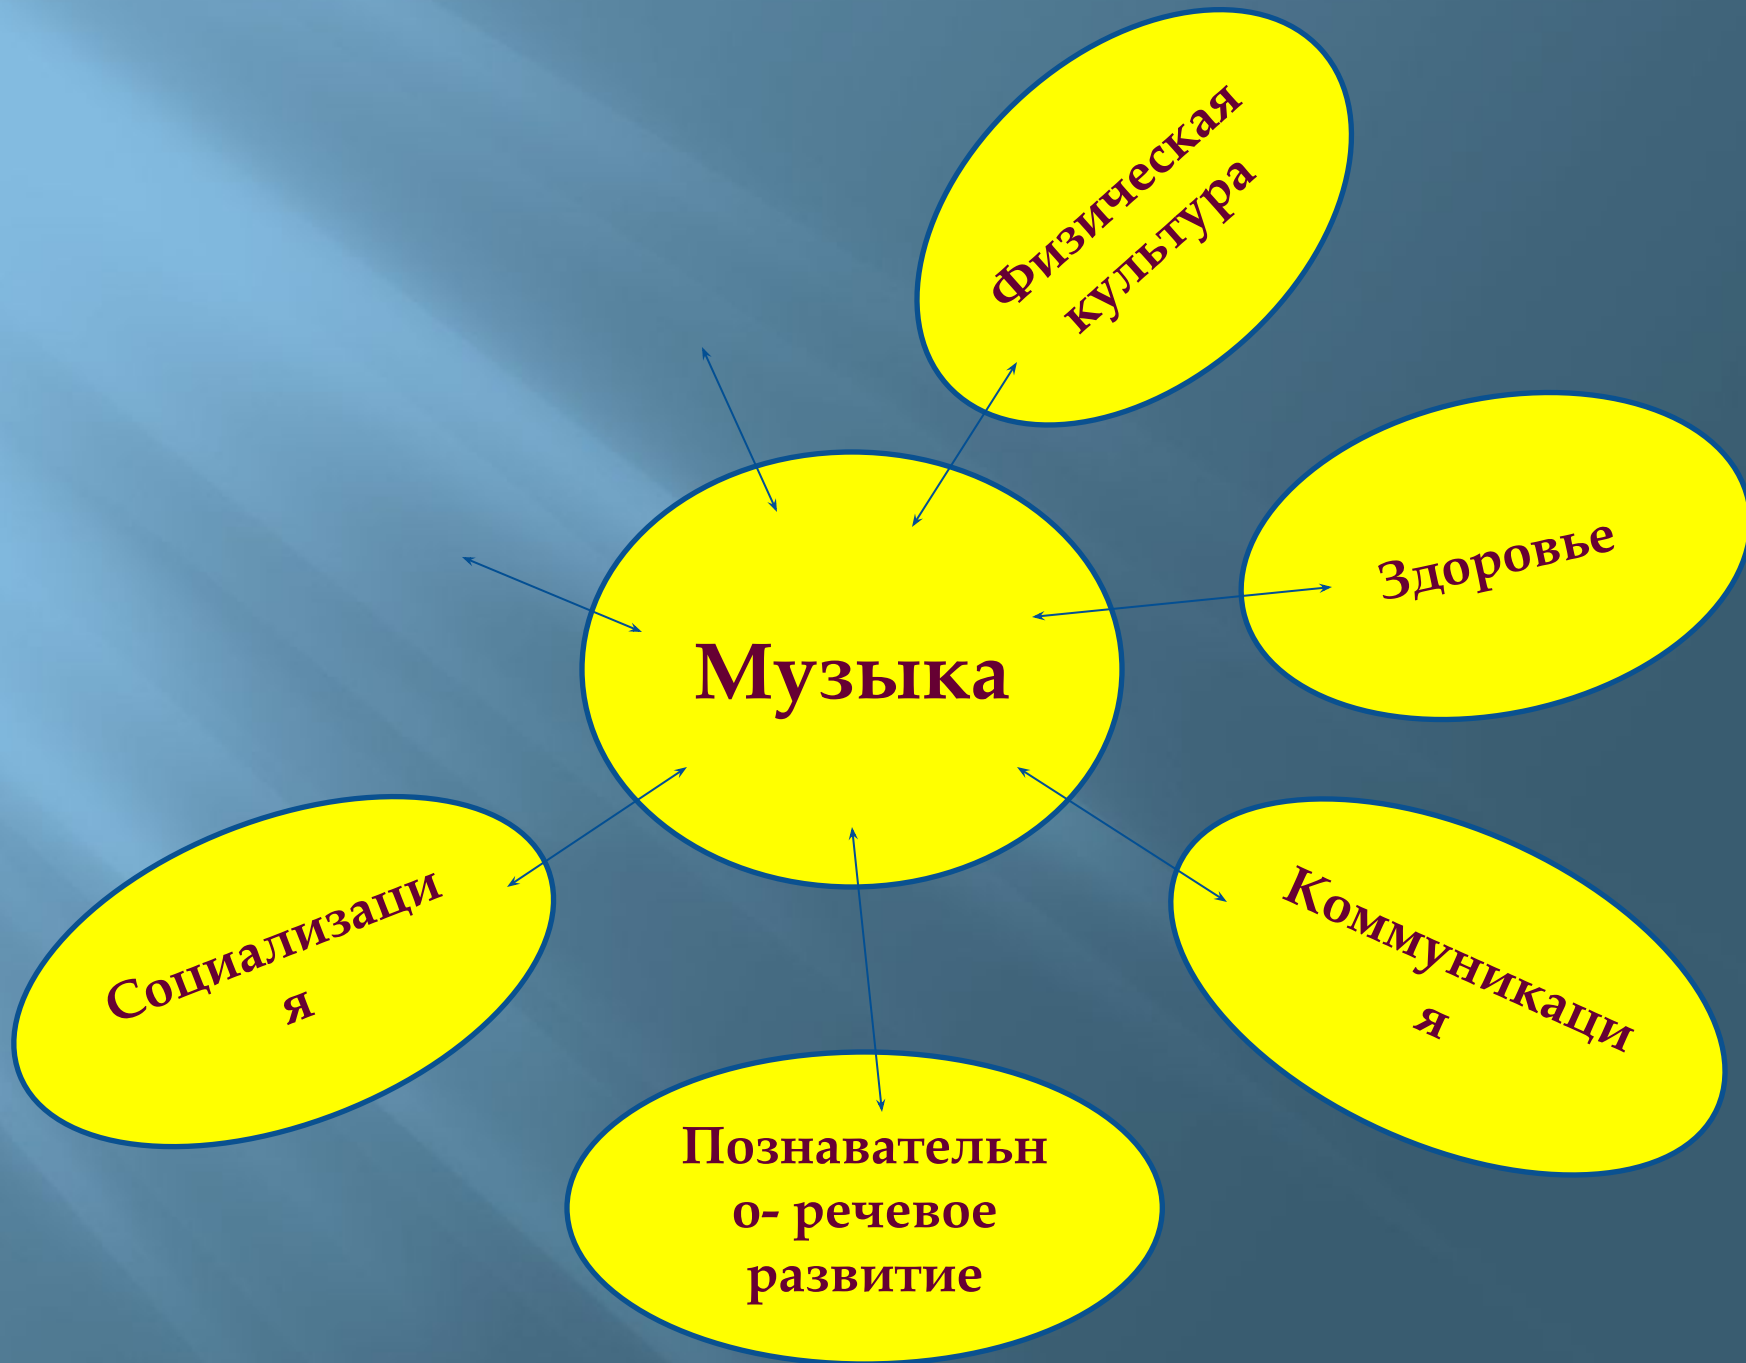 Физическая
культура
Здоровье
Музыка
Социализаци
я
Коммуникаци
я
Познавательн
о- речевое
развитие